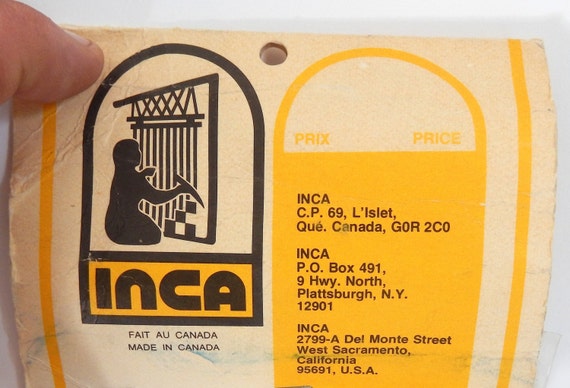 INCA
FAIT AU CANADA
MADE IN CANADA
PRIX PRICE
INCA
C.P. 69, L'Islet,
Qué. Canada, G0R 2C0
INCA
P.O. Box 491,
9 Hwy. North,
Plattsburgh, N.Y.
12901
INCA
2799-A Del Monte Street
West Sacramento,
California
95691, U.S.A.